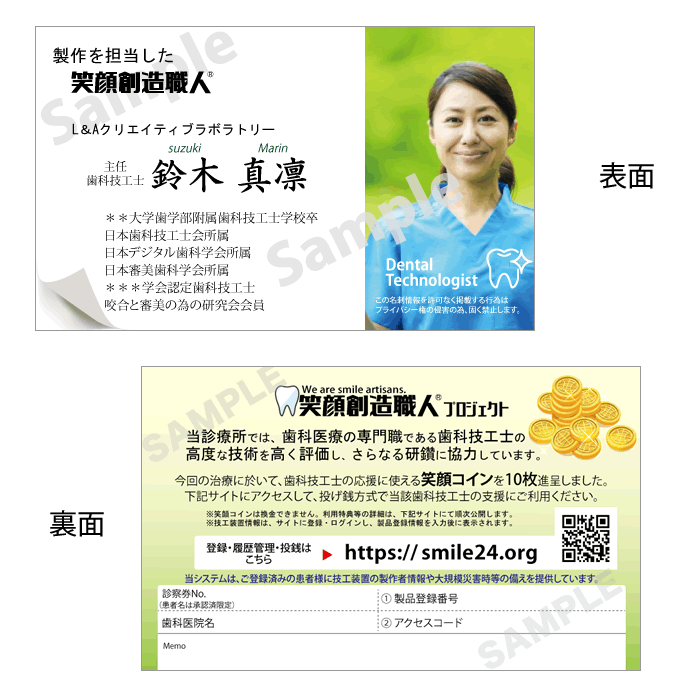 製作を担当した
笑顔創造職人®
L&Aクリエイティブラボラトリー
suzuki Marin
主任
歯科技工士 鈴木 真凛
＊＊大学歯学部附属歯科技工士学校卒
日本歯科技工士会所属
日本デジタル歯科学会所属
日本審美歯科学会所属
＊＊＊学会認定歯科技工士
咬合と審美の為の研究会会員
Dental
Technologist
この名刺情報を許可なく掲載する行為は
プライバシー権の侵害の為、固く禁止します。
Sample
Sample
表面
裏面
We are smile artisans.
笑顔創造職人®プロジェクト
当診療所では、歯科医療の専門職である歯科技工士の
高度な技術を高く評価し、さらなる研鑽に協力しています。
今回の治療に於いて、歯科技工士の応援に使える笑顔コインを10枚進呈しました。
下記サイトにアクセスして、投げ銭方式で当該歯科技工士の支援にご利用ください。
※笑顔コインは換金できません。利用特典等の詳細は、下記サイトにて順次公開します。
※技工装置情報は、サイトに登録・ログインし、製品登録情報を入力後に表示されます。
登録・履歴管理・投銭は
こちら
▶ https://smile24.org
当システムは、ご登録済みの患者様に技工装置の製作者情報や大規模災害時等の備えを提供しています。
診察券No.
(患者名は承認済限定)
① 製品登録番号
歯科医院名
② アクセスコード
Memo
SAMPLE
SAMPLE